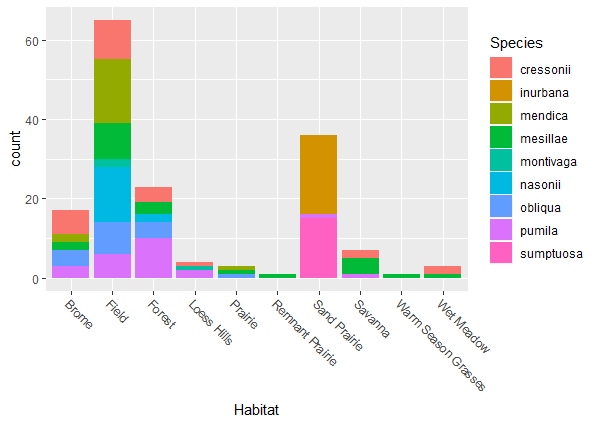 Species
cressonii
inurbana
mendica
mesillae
montivaga
nasonii
obliqua
pumila
sumptuosa
count
60
40
20
0
Brome
Field
Forest
Loess Hills
Prairie
Remnant Prairie
Sand Prairie
Savanna
Warm Season Grasses
Wet Meadow
Habitat